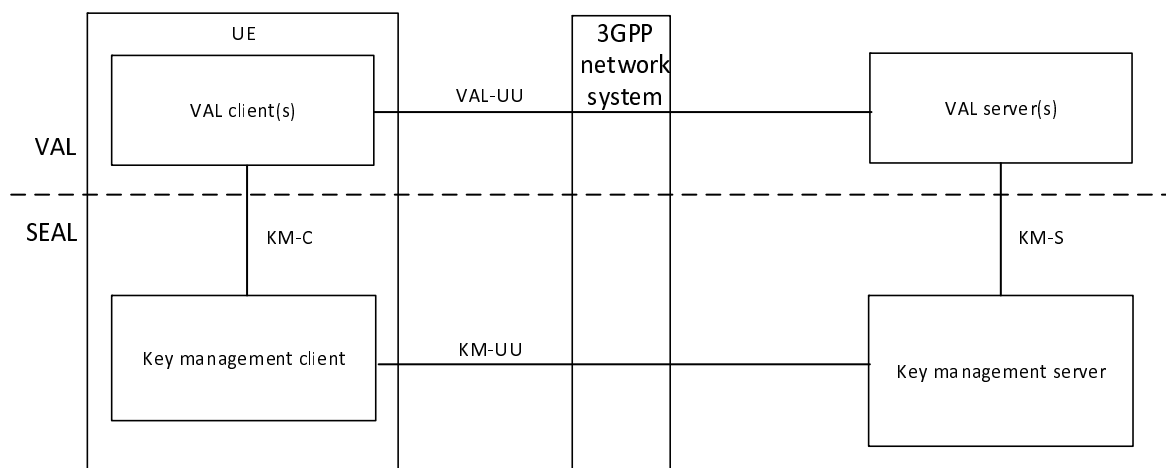 UE
3GPP
network
system
VAL client(s)
VAL-UU
VAL server(s)
VAL
SEAL
KM-C
KM-S
Key management client
KM-UU
Key management server